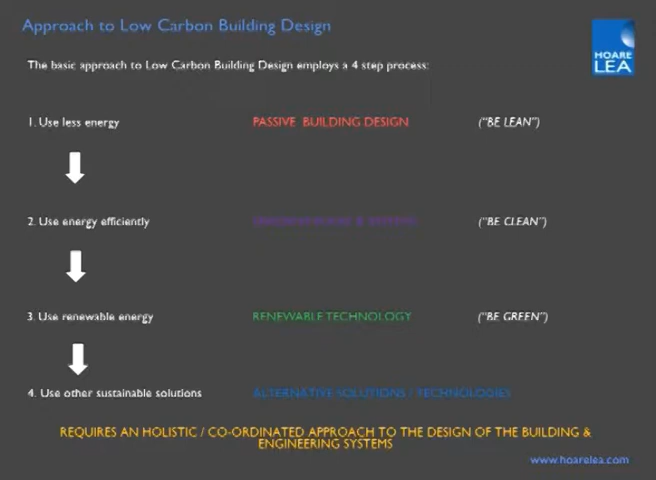 Approach to Low Carbon Building Design
HOARE
LEA
The basic approach to Low Carbon Building Design employs a 4 step process:
1. Use less energy PASSIVE BUILDING DESIGN (“BE LEAN”)
2. Use energy efficiently (“BE CLEAN”)
3. Use renewable energy RENEWABLE TECHNOLOGY (“BE GREEN”)
4. Use other sustainable solutions ALTERNATIVE SOLUTIONS / TECHNOLOGIES
REQUIRES AN HOLISTIC / CO-ORDINATED APPROACH TO THE DESIGN OF THE BUILDING &
ENGINEERING SYSTEMS
www.hoarelea.com